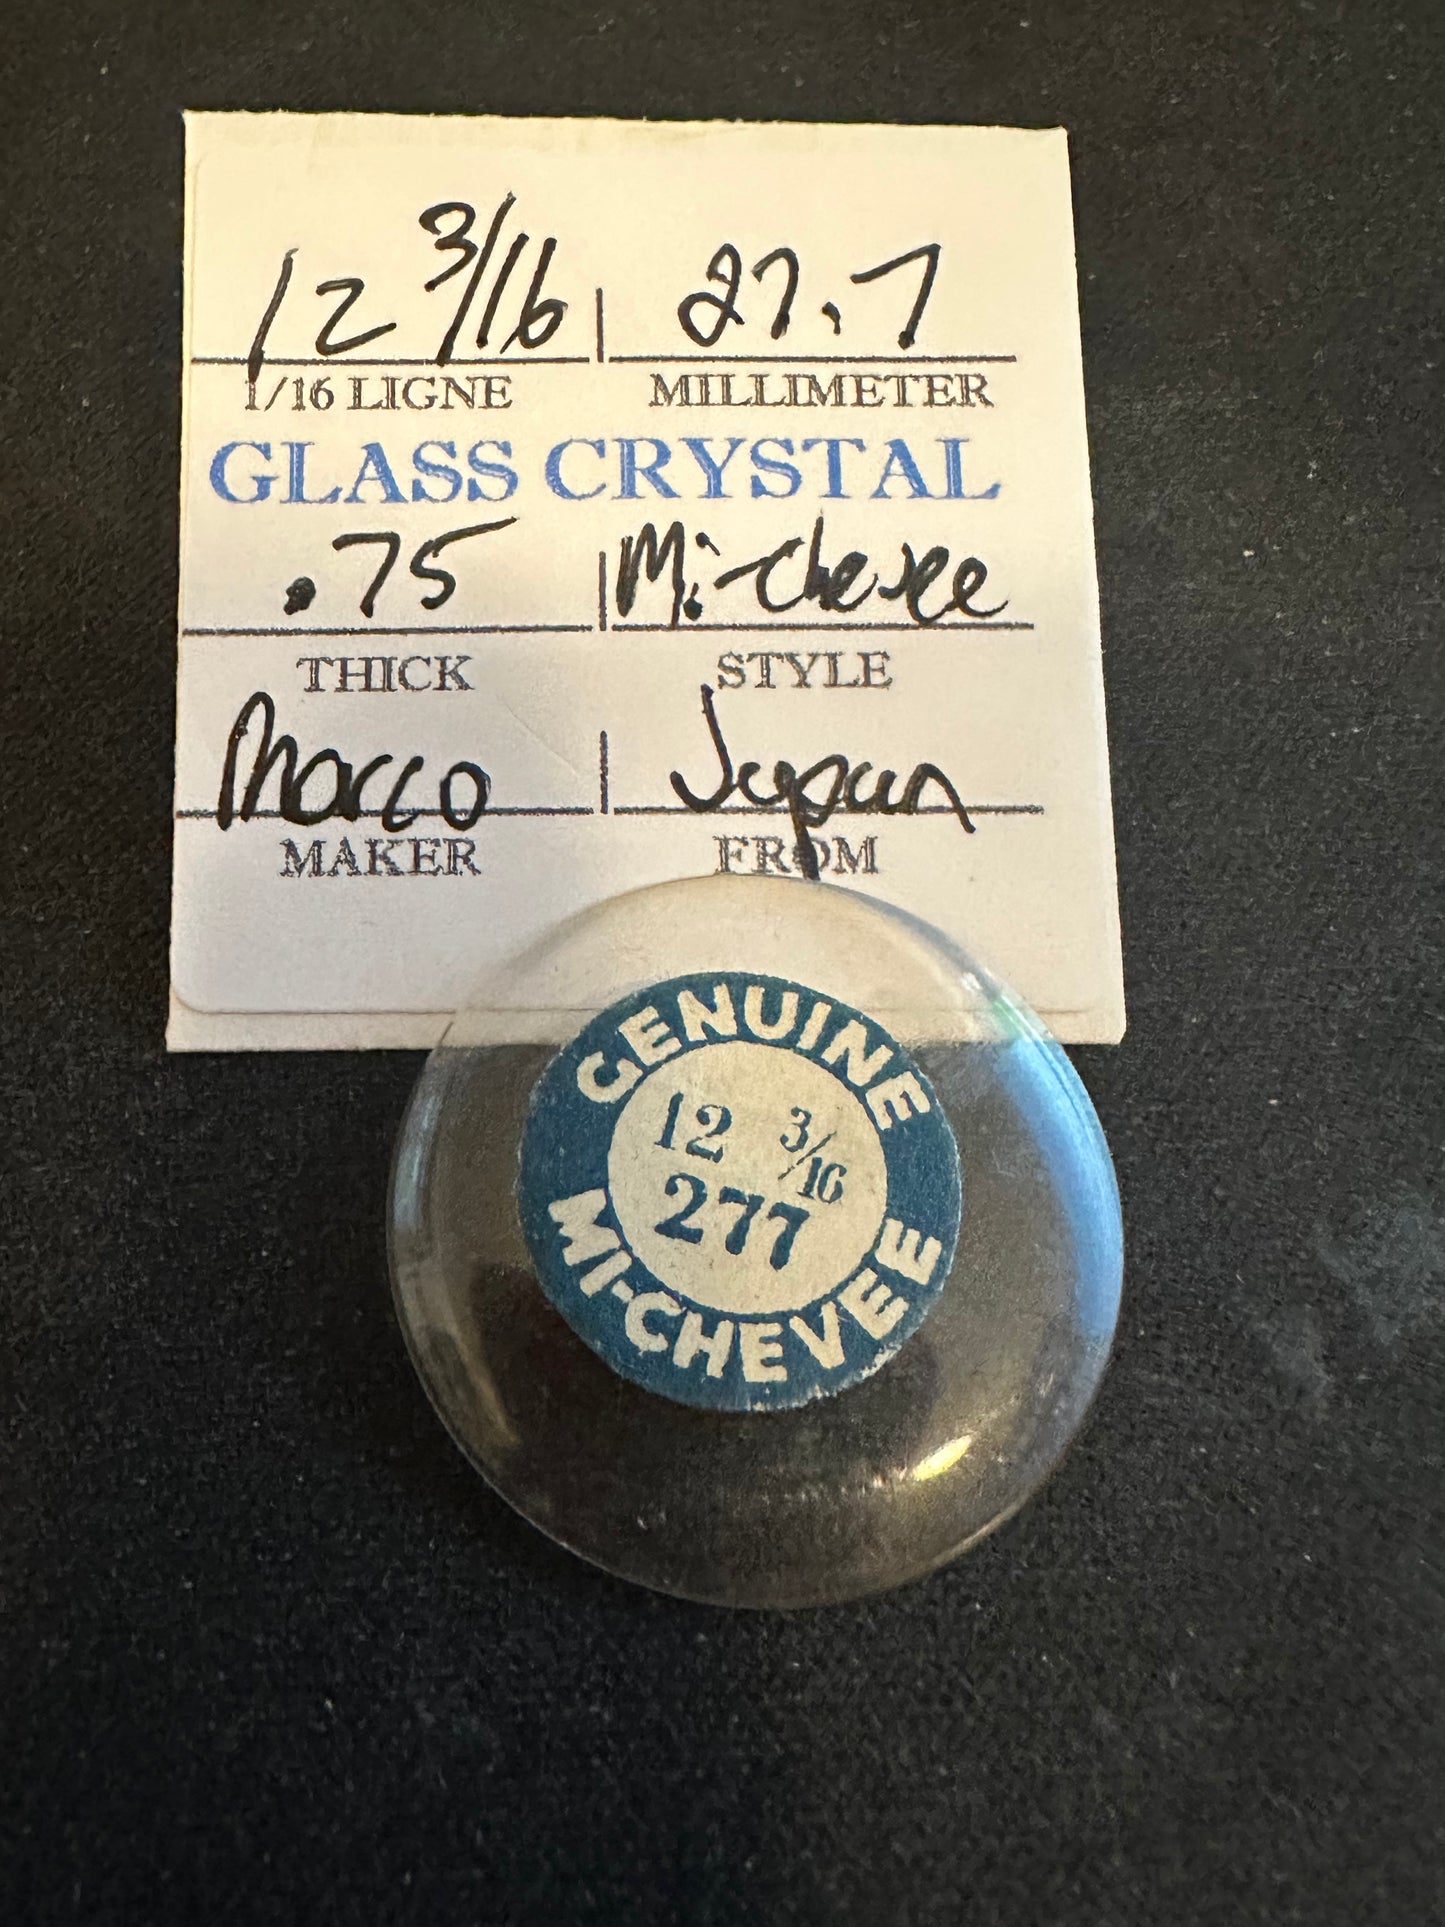 12 3/16 | 27.7
1/16 LIGNE MILLIMETER
GLASS CRYSTAL
.75 | Mi-chevee
THICK STYLE
Marco | Japan
MAKER FROM
GENUINE
12 3/16
277
MI-CHEVEE